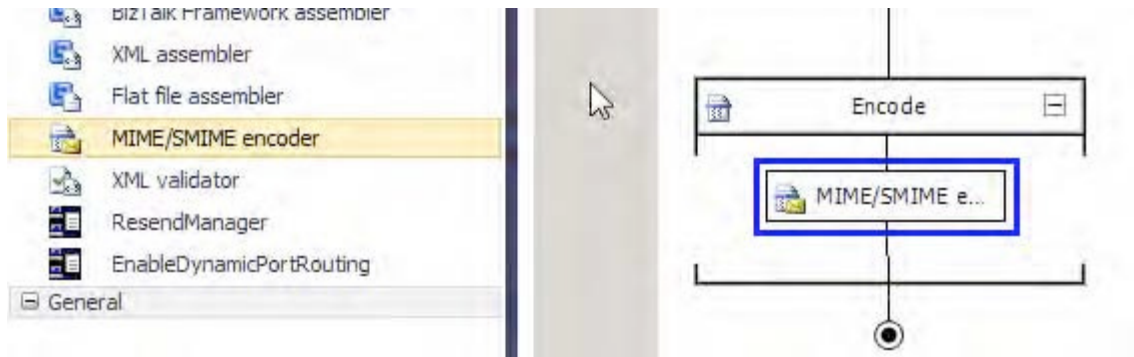 BizTalk Framework assembler
XML assembler
Flat file assembler
MIME/SMIME encoder
XML validator
ResendManager
EnableDynamicPortRouting
General
Encode
MIME/SMIME e...